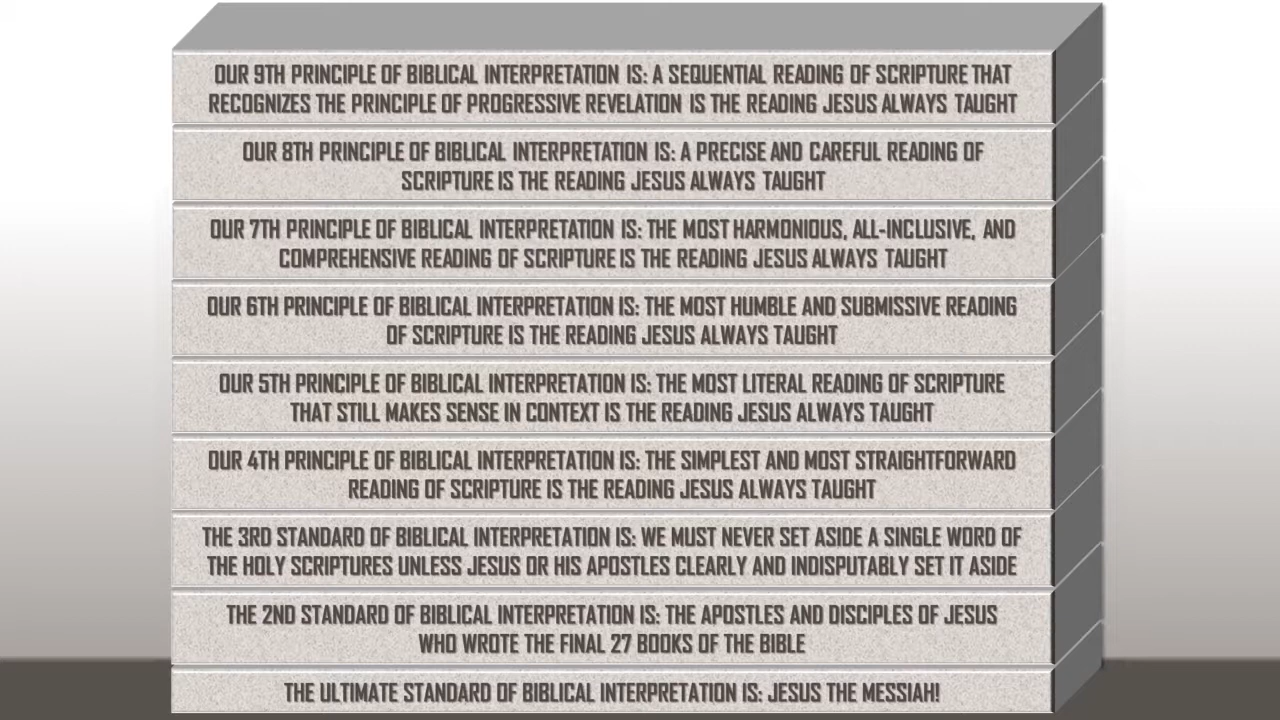 OUR 9TH PRINCIPLE OF BIBLICAL INTERPRETATION IS: A SEQUENTIAL READING OF SCRIPTURE THAT
RECOGNIZES THE PRINCIPLE OF PROGRESSIVE REVELATION IS THE READING JESUS ALWAYS TAUGHT
OUR 8TH PRINCIPLE OF BIBLICAL INTERPRETATION IS: A PRECISE AND CAREFUL READING OF
SCRIPTURE IS THE READING JESUS ALWAYS TAUGHT
OUR 7TH PRINCIPLE OF BIBLICAL INTERPRETATION IS: THE MOST HARMONIOUS, ALL-INCLUSIVE, AND
COMPREHENSIVE READING OF SCRIPTURE IS THE READING JESUS ALWAYS TAUGHT
OUR 6TH PRINCIPLE OF BIBLICAL INTERPRETATION IS: THE MOST HUMBLE AND SUBMISSIVE READING
OF SCRIPTURE IS THE READING JESUS ALWAYS TAUGHT
OUR 5TH PRINCIPLE OF BIBLICAL INTERPRETATION IS: THE MOST LITERAL READING OF SCRIPTURE
THAT STILL MAKES SENSE IN CONTEXT IS THE READING JESUS ALWAYS TAUGHT
OUR 4TH PRINCIPLE OF BIBLICAL INTERPRETATION IS: THE SIMPLEST AND MOST STRAIGHTFORWARD
READING OF SCRIPTURE IS THE READING JESUS ALWAYS TAUGHT
THE 3RD STANDARD OF BIBLICAL INTERPRETATION IS: WE MUST NEVER SET ASIDE A SINGLE WORD OF
THE HOLY SCRIPTURES UNLESS JESUS OR HIS APOSTLES CLEARLY AND INDISPUTABLY SET IT ASIDE
THE 2ND STANDARD OF BIBLICAL INTERPRETATION IS: THE APOSTLES AND DISCIPLES OF JESUS
WHO WROTE THE FINAL 27 BOOKS OF THE BIBLE
THE ULTIMATE STANDARD OF BIBLICAL INTERPRETATION IS: JESUS THE MESSIAH!